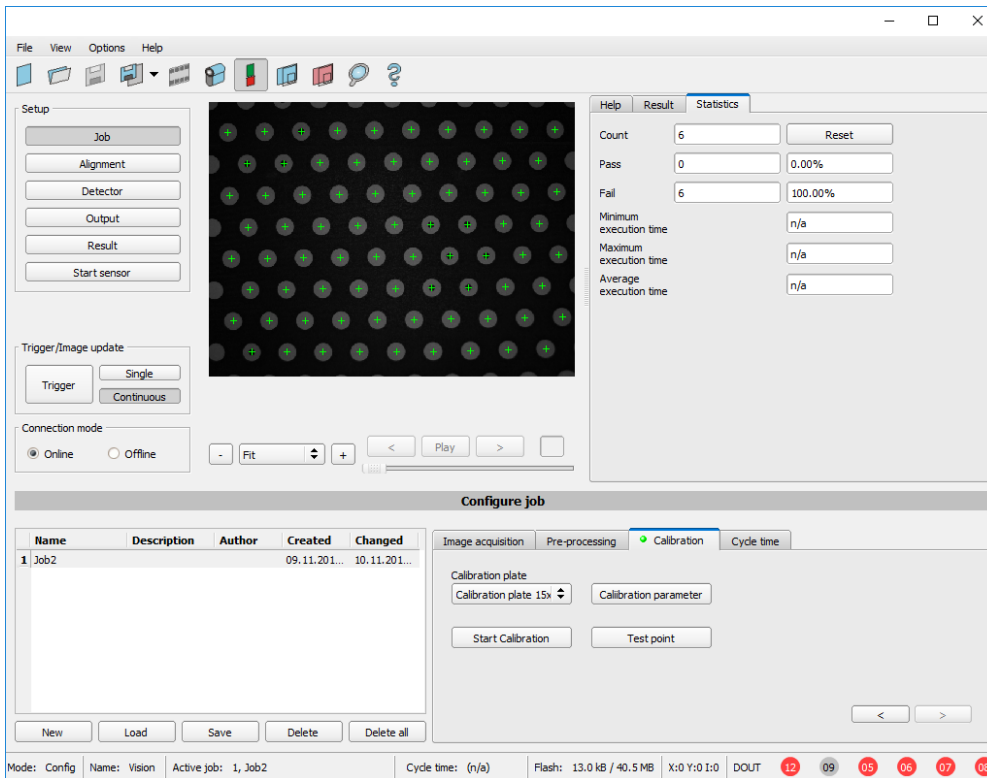 File View Options Help
Setup
Job
Alignment
Detector
Output
Result
Start sensor
Trigger/Image update
Trigger
Single
Continuous
Connection mode
Online Offline
- Fit + < Play >
Help Result Statistics
Count 6 Reset
Pass 0 0.00%
Fail 6 100.00%
Minimum
execution time n/a
Maximum
execution time n/a
Average
execution time n/a
Configure job
Name Description Author Created Changed
1 Job2 09.11.201... 10.11.201...
New Load Save Delete Delete all
Image acquisition Pre-processing Calibration Cycle time
Calibration plate
Calibration plate 15x Caliibration parameter
Start Calibration Test point
< >
Mode: Config Name: Vision Active job: 1, Job2 Cycle time: (n/a) Flash: 13.0 kB / 40.5 MB X:0 Y:0 I:0 DOUT 12 09 05 06 07 08